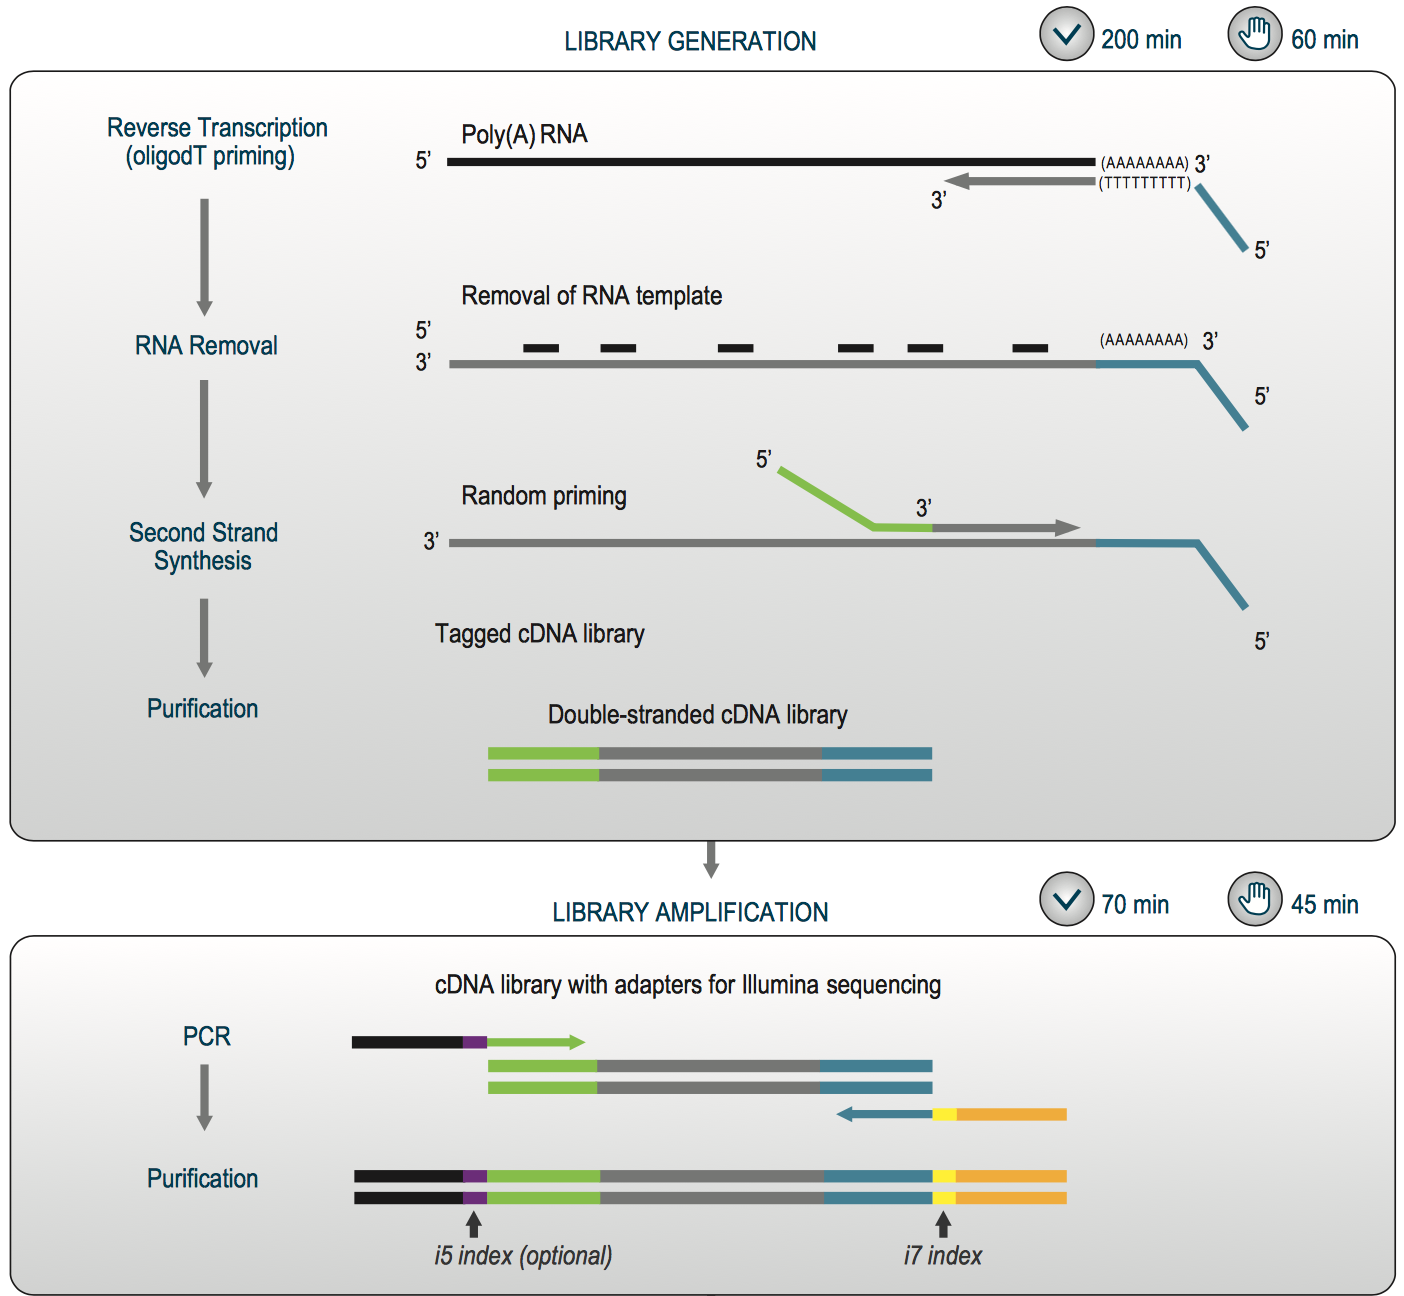 LIBRARY GENERATION
200 min
60 min
Reverse Transcription
(oligodT priming)
Poly(A) RNA
5’
(AAAAAAAA)
3’
(TTTTTTTTT)
3’
5’
Removal of RNA template
5’
(AAAAAAAA)
3’
RNA Removal
3’
5’
5’
Random priming
3’
Second Strand
Synthesis
3’
Tagged cDNA library
5’
Purification
Double-stranded cDNA library
LIBRARY AMPLIFICATION
70 min
45 min
cDNA library with adapters for Illumina sequencing
PCR
Purification
i5 index (optional)
i7 index